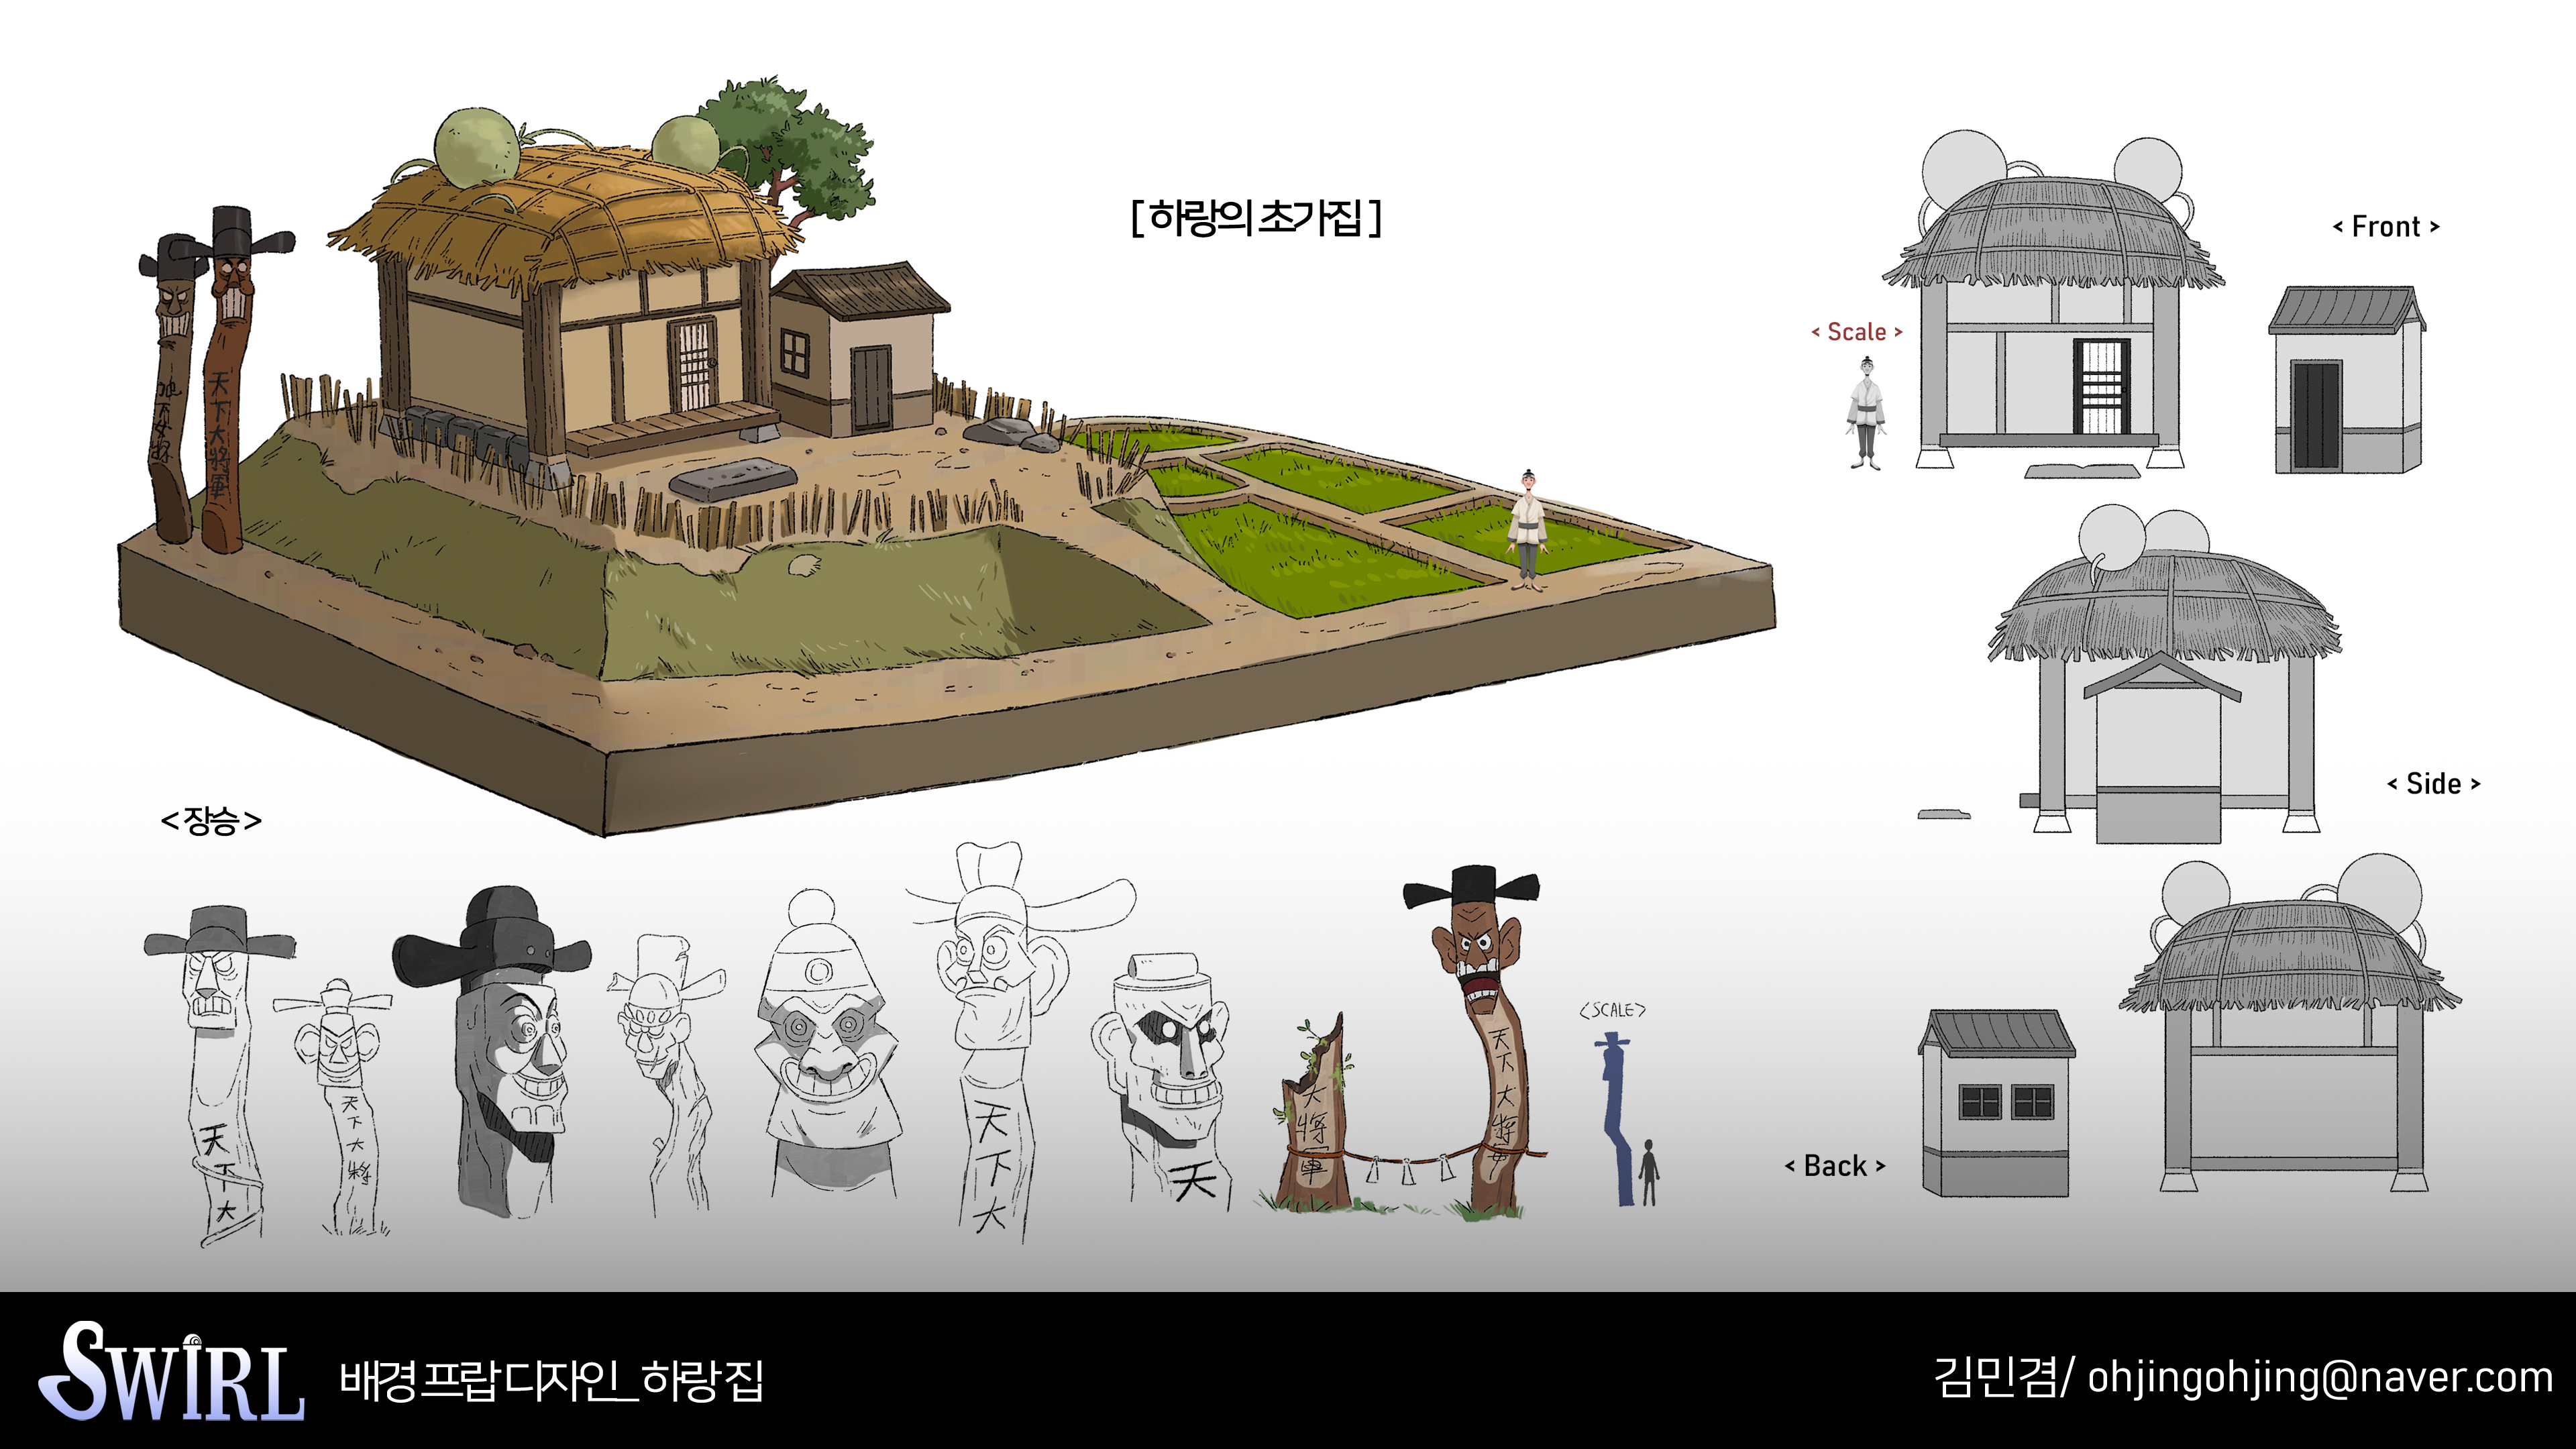 [ 하랑의 초가집 ]
< Front >
< Scale >
地下女將
天下大將軍
< Side >
<장승>
<SCALE>
天下大
天下大將
天下大
天
大將軍
天下大將軍
< Back >
SWIRL
배경 프랍 디자인_하랑 집
김민겸/ ohjingohjing@naver.com